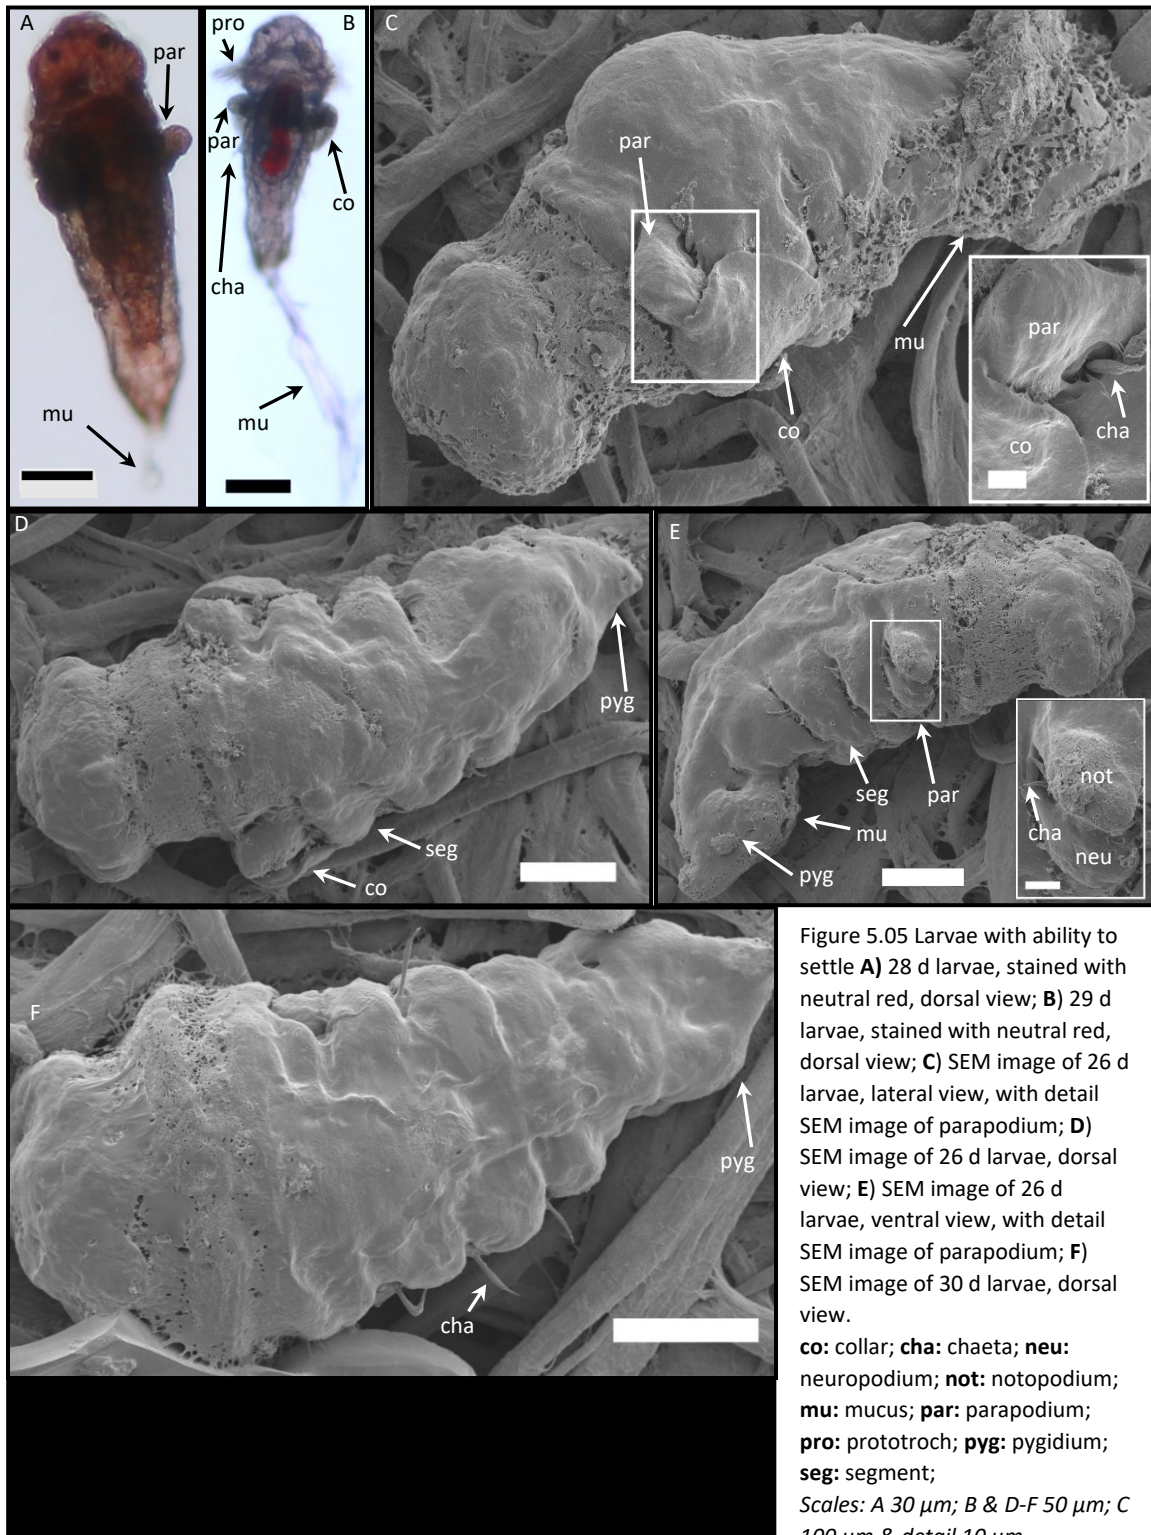 A
par
mu
pro
B
par
cha
co
mu
C
par
mu
co
par
cha
co
D
pyg
seg
co
E
seg
par
mu
pyg
not
cha
neu
F
cha
pyg
Figure 5.05 Larvae with ability to
settle A) 28 d larvae, stained with
neutral red, dorsal view; B) 29 d
larvae, stained with neutral red,
dorsal view; C) SEM image of 26 d
larvae, lateral view, with detail
SEM image of parapodium; D)
SEM image of 26 d larvae, dorsal
view; E) SEM image of 26 d
larvae, ventral view, with detail
SEM image of parapodium; F)
SEM image of 30 d larvae, dorsal
view.
co: collar; cha: chaeta; neu:
neuropodium; not: notopodium;
mu: mucus; par: parapodium;
pro: prototroch; pyg: pygidium;
seg: segment;
Scales: A 30 µm; B & D-F 50 µm; C
100 µm & detail 10 µm